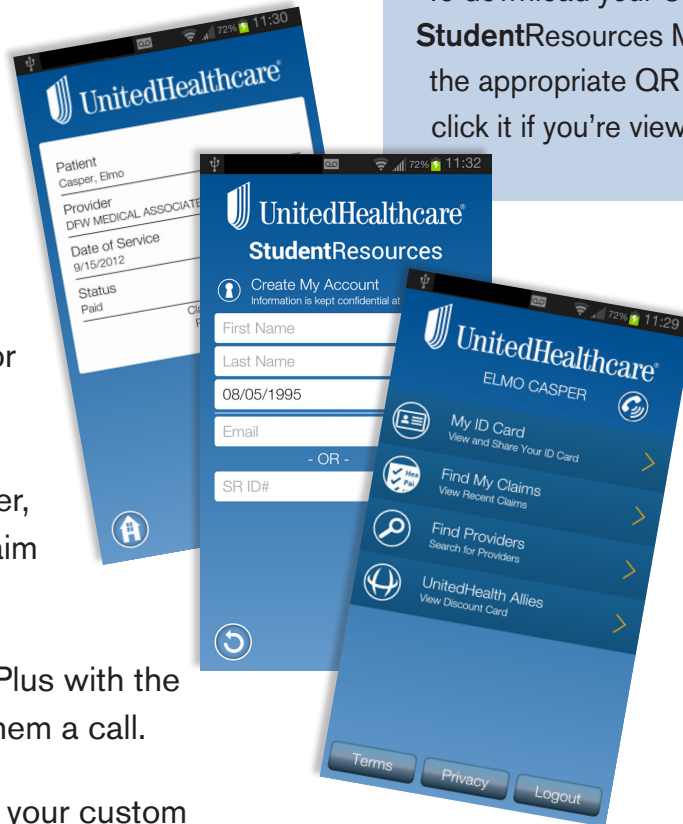 To download your
StudentResources
the appropriate QR
click it if you're view
72% 11:30
UnitedHealthcare®
Patient
Casper, Elmo
Provider
DFW MEDICAL ASSOCIATE
Date of Service
9/15/2012
Status
Paid
72% 11:32
UnitedHealthcare®
StudentResources
Create My Account
Information is kept confidential at
First Name
Last Name
08/05/1995
Email
- OR -
SR ID#
72% 11:29
UnitedHealthcare®
ELMO CASPER
My ID Card
View and Share Your ID Card
Find My Claims
View Recent Claims
Find Providers
Search for Providers
UnitedHealth Allies
View Discount Card
Terms
Privacy
Logout
or
er,
aim
Plus with the
hem a call.
your custom